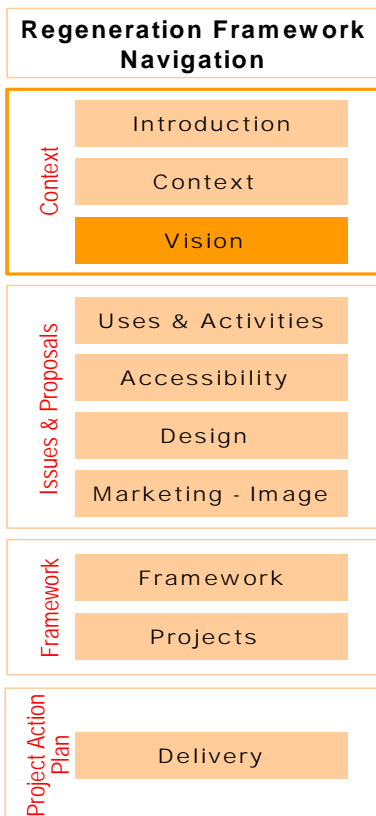 Regeneration Framework
Navigation
Context
Introduction
Context
Vision
Issues & Proposals
Uses & Activities
Accessibility
Design
Marketing - Image
Framework
Framework
Projects
Project Action
Plan
Delivery